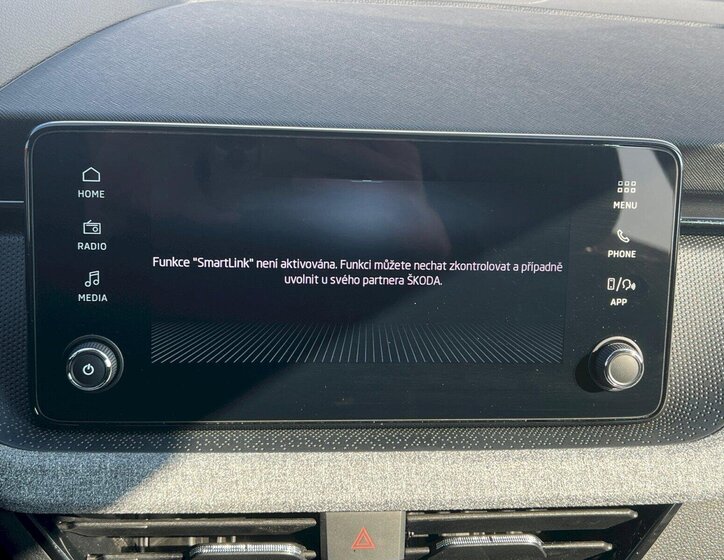 HOME
RADIO
MEDIA
Funkce "SmartLink" není aktivována. Funkci můžete nechat zkontrolovat a případně
uvolnit u svého partnera ŠKODA.
MENU
PHONE
APP